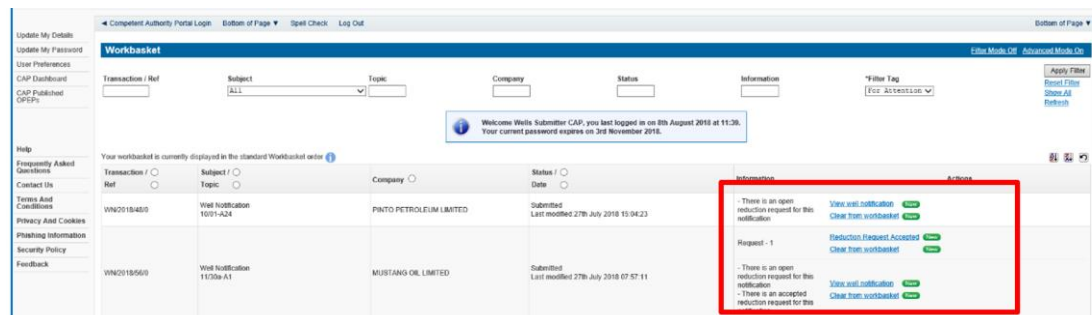 ◄ Competent Authority Portal Login Bottom of Page ▼ Spell Check Log Out Bottom of Page ▼
Update My Details
Update My Password
User Preferences
CAP Dashboard
CAP Published
OPEPs
Help
Frequently Asked
Questions
Contact Us
Terms And
Conditions
Privacy And Cookies
Phishing Information
Security Policy
Feedback
Workbasket Filter Mode Off Advanced Mode On
Transaction / Ref Subject Topic Company Status Information *Filter Tag
All For Attention
Apply Filter
Reset Filter
Show All
Refresh
Welcome Wells Submitter CAP, you last logged in on 8th August 2018 at 11:39.
Your current password expires on 3rd November 2018.
Your workbasket is currently displayed in the standard Workbasket order
Transaction / Subject / Company Status / Information Actions
Ref Topic Date
WN/2018/48/0
Well Notification
10/01-A24
PINTO PETROLEUM LIMITED
Submitted
Last modified 27th July 2018 15:04:23
- There is an open
reduction request for this
notification
View well notification New
Clear from workbasket New
WN/2018/56/0
Well Notification
11/30a-A1
MUSTANG OIL LIMITED
Submitted
Last modified 27th July 2018 07:57:11
Request - 1
Reduction Request Accepted New
Clear from workbasket New
- There is an open
reduction request for this
notification
- There is an accepted
reduction request for this
View well notification New
Clear from workbasket New